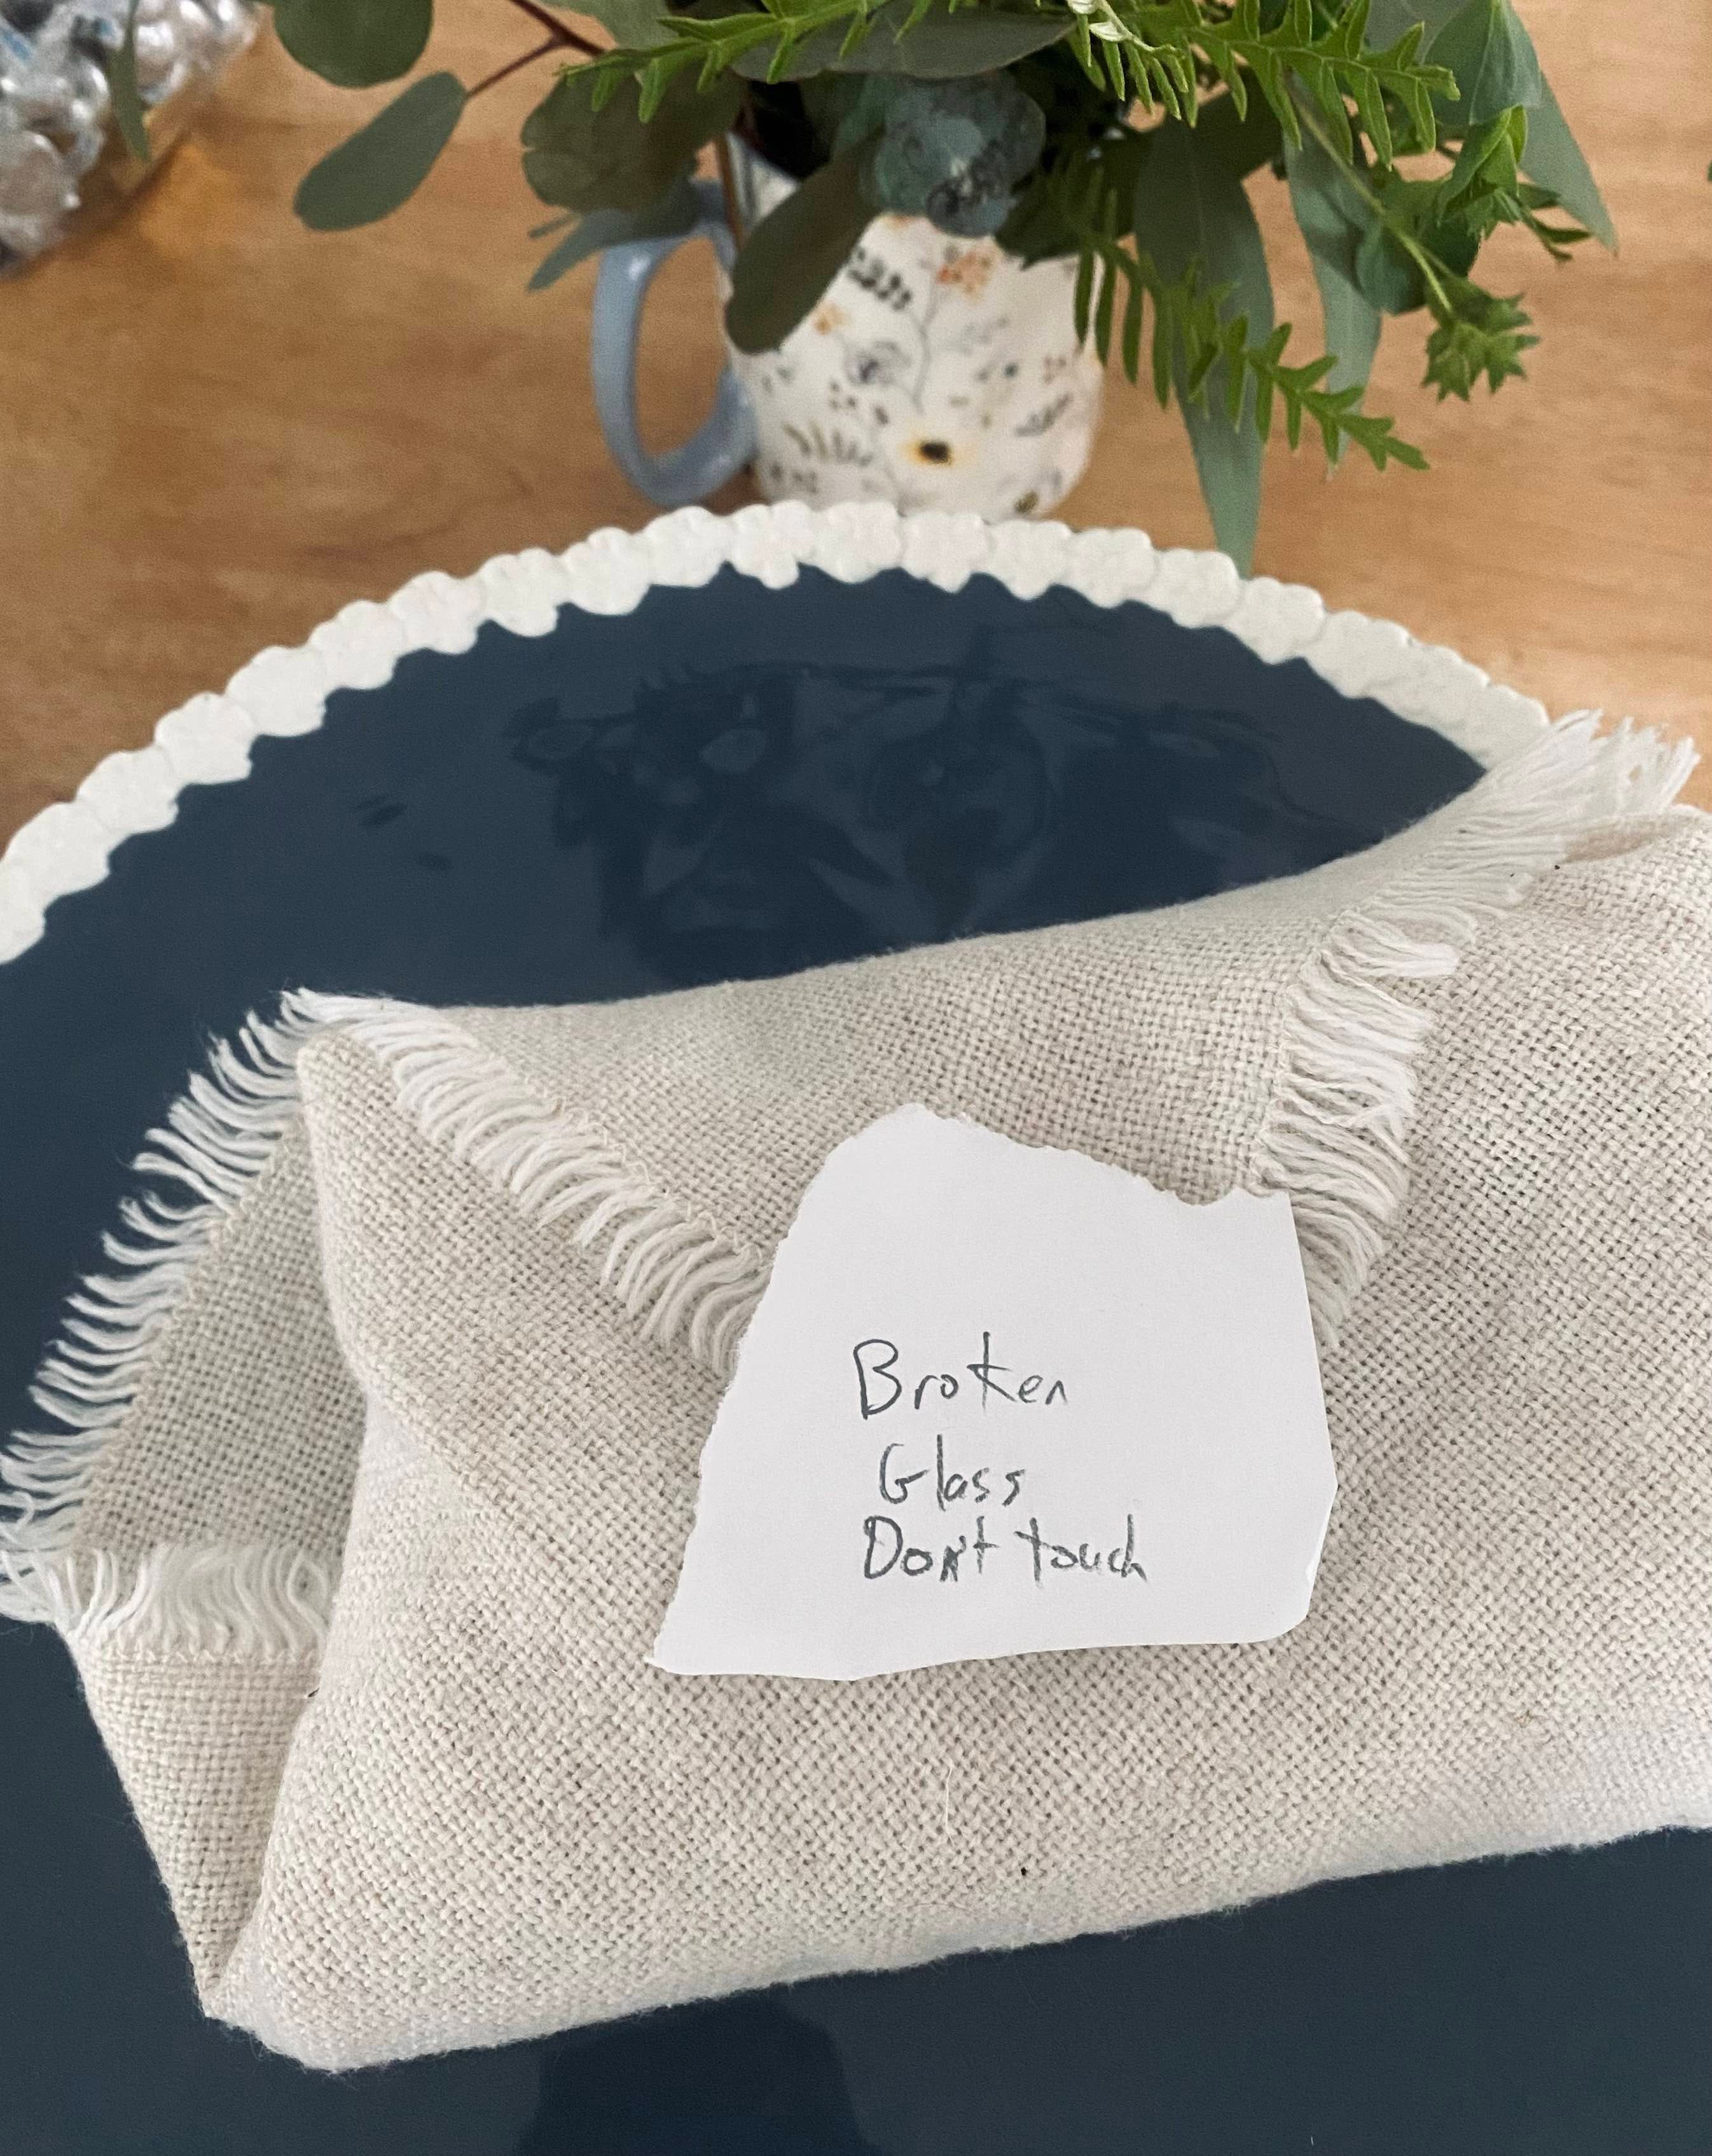 Broken
Glass
Don't touch